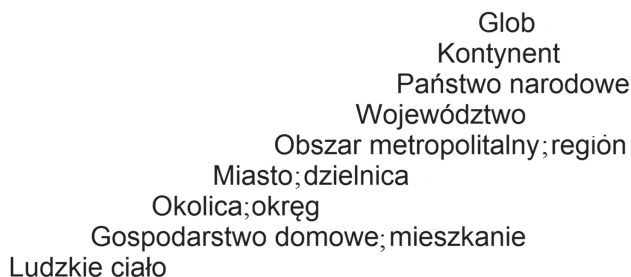 Glob
Kontynent
Państwo narodowe
Województwo
Obszar metropolitalny;region
Miasto;dzielnica
Okolica;okręg
Gospodarstwo domowe;mieszkanie
Ludzkie ciało